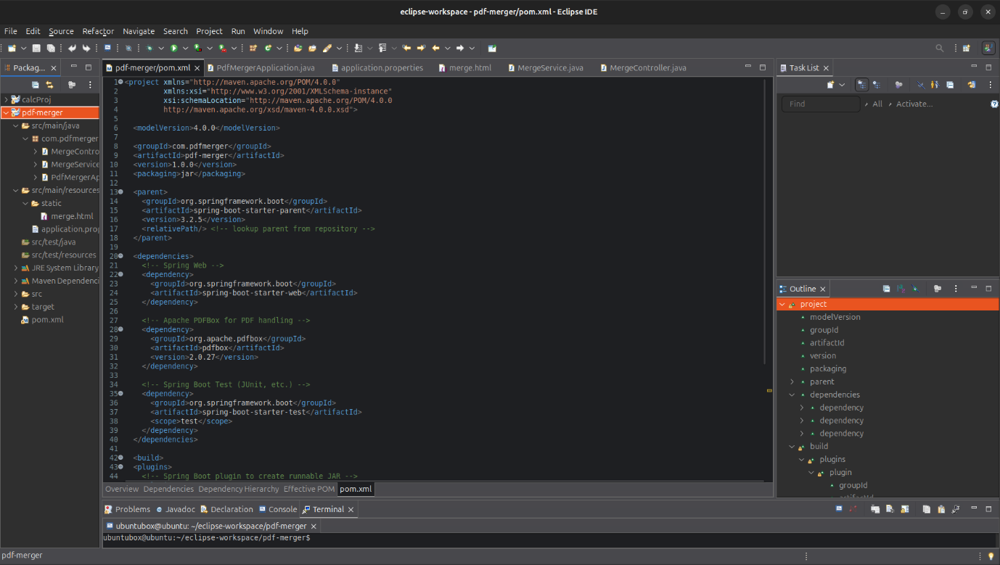 eclipse-workspace - pdf-merger/pom.xml - Eclipse IDE
File Edit Source Refactor Navigate Search Project Run Window Help
Packag...
calcProj
pdf-merger
src/main/java
com.pdfmerger
MergeContro
MergeService
PdfMergerAp
src/main/resources
static
merge.html
application.prop
src/test/java
src/test/resources
JRE System Library
Maven Dependenci
src
target
pom.xml
pdf-merger/pom.xml PdfMergerApplication.java application.properties merge.html MergeService.java MergeController.java
1 <project xmlns="http://maven.apache.org/POM/4.0.0"
2 xmlns:xsi="http://www.w3.org/2001/XMLSchema-instance"
3 xsi:schemaLocation="http://maven.apache.org/POM/4.0.0
4 http://maven.apache.org/xsd/maven-4.0.0.xsd">
5
6 <modelVersion>4.0.0</modelVersion>
7
8 <groupId>com.pdfmerger</groupId>
9 <artifactId>pdf-merger</artifactId>
10 <version>1.0.0</version>
11 <packaging>jar</packaging>
12
13 <parent>
14 <groupId>org.springframework.boot</groupId>
15 <artifactId>spring-boot-starter-parent</artifactId>
16 <version>3.2.5</version>
17 <relativePath/> <!-- lookup parent from repository -->
18 </parent>
19
20 <dependencies>
21 <!-- Spring Web -->
22 <dependency>
23 <groupId>org.springframework.boot</groupId>
24 <artifactId>spring-boot-starter-web</artifactId>
25 </dependency>
26
27 <!-- Apache PDFBox for PDF handling -->
28 <dependency>
29 <groupId>org.apache.pdfbox</groupId>
30 <artifactId>pdfbox</artifactId>
31 <version>2.0.27</version>
32 </dependency>
33
34 <!-- Spring Boot Test (JUnit, etc.) -->
35 <dependency>
36 <groupId>org.springframework.boot</groupId>
37 <artifactId>spring-boot-starter-test</artifactId>
38 <scope>test</scope>
39 </dependency>
40 </dependencies>
41
42 <build>
43 <plugins>
44 <!-- Spring Boot plugin to create runnable JAR -->
Overview Dependencies Dependency Hierarchy Effective POM pom.xml
Task List
Find All Activate...
Outline
project
modelVersion
groupId
artifactId
version
packaging
parent
dependencies
dependency
dependency
dependency
build
plugins
plugin
groupId
artifactId
Problems Javadoc Declaration Console Terminal
ubuntubox@ubuntu: ~/eclipse-workspace/pdf-merger
ubuntubox@ubuntu:~/eclipse-workspace/pdf-merger$
pdf-merger